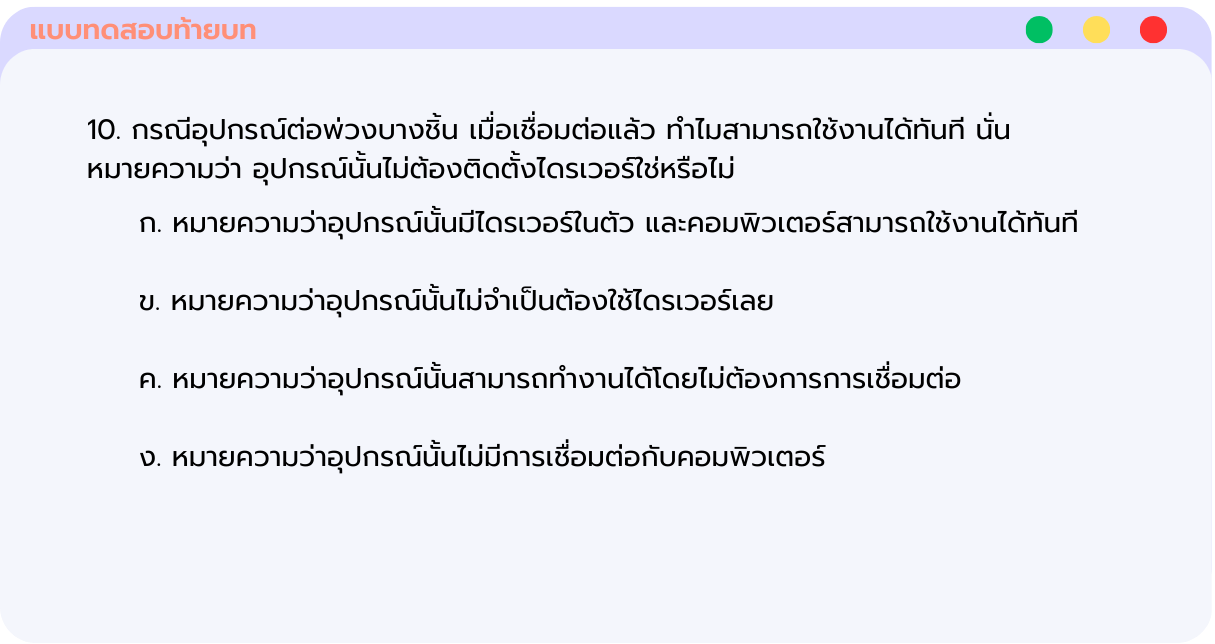 แบบทดสอบท้ายบท
10. กรณีอุปกรณ์ต่อพ่วงบางชิ้น เมื่อเชื่อมต่อแล้ว ทำไมสามารถใช้งานได้ทันที นั่น
หมายความว่า อุปกรณ์นั้นไม่ต้องติดตั้งไดรเวอร์ใช่หรือไม่
ก. หมายความว่าอุปกรณ์นั้นมีไดรเวอร์ในตัว และคอมพิวเตอร์สามารถใช้งานได้ทันที
ข. หมายความว่าอุปกรณ์นั้นไม่จำเป็นต้องใช้ไดรเวอร์เลย
ค. หมายความว่าอุปกรณ์นั้นสามารถทำงานได้โดยไม่ต้องการการเชื่อมต่อ
ง. หมายความว่าอุปกรณ์นั้นไม่มีการเชื่อมต่อกับคอมพิวเตอร์